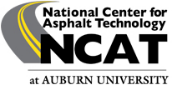 National Center for
Asphalt Technology
NCAT
at AUBURN UNIVERSITY